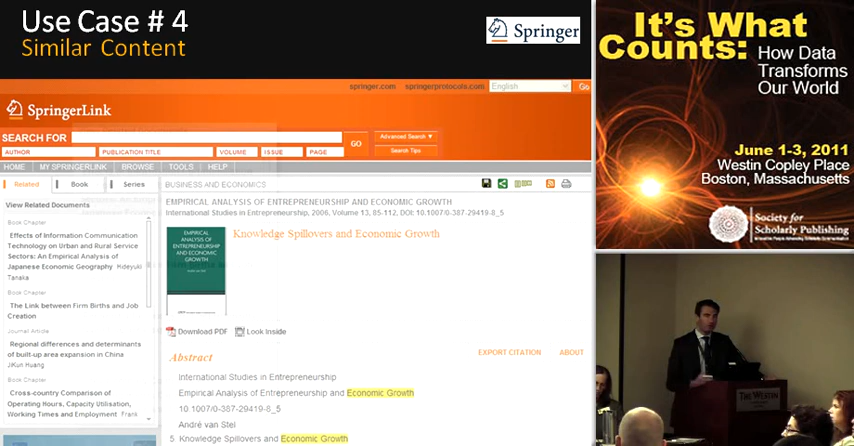 Use Case # 4
Similar Content
Springer
springer.com springerprotocols.com English Go
SpringerLink
SEARCH FOR
GO
Advanced Search
Search Tips
AUTHOR PUBLICATION TITLE VOLUME ISSUE PAGE
HOME MY SPRINGERLINK BROWSE TOOLS HELP
Related Book Series
View Related Documents
Book Chapter
Effects of Information Communication
Technology on Urban and Rural Service
Sectors: An Empirical Analysis of
Japanese Economic Geography Hideyuki
Tanaka
Book Chapter
The Link between Firm Births and Job
Creation
Journal Article
Regional differences and determinants
of built-up area expansion in China
JiKun Huang
Book Chapter
Cross-country Comparison of
Operating Hours, Capacity Utilisation,
Working Times and Employment Frank
BUSINESS AND ECONOMICS
EMPIRICAL ANALYSIS OF ENTREPRENEURSHIP AND ECONOMIC GROWTH
International Studies in Entrepreneurship, 2006, Volume 13, 85-112, DOI: 10.1007/0-387-29419-8_5
EMPIRICAL
ANALYSIS OF
ENTREPRENEURSHIP
AND ECONOMIC
GROWTH
Knowledge Spillovers and Economic Growth
Download PDF Look Inside
Abstract
EXPORT CITATION ABOUT
International Studies in Entrepreneurship
Empirical Analysis of Entrepreneurship and Economic Growth
10.1007/0-387-29419-8_5
André van Stel
5 Knowledge Spillovers and Economic Growth
It's What
Counts: How Data
Transforms
Our World
June 1-3, 2011
Westin Copley Place
Boston, Massachusetts
Society for
Scholarly Publishing
THE WESTIN